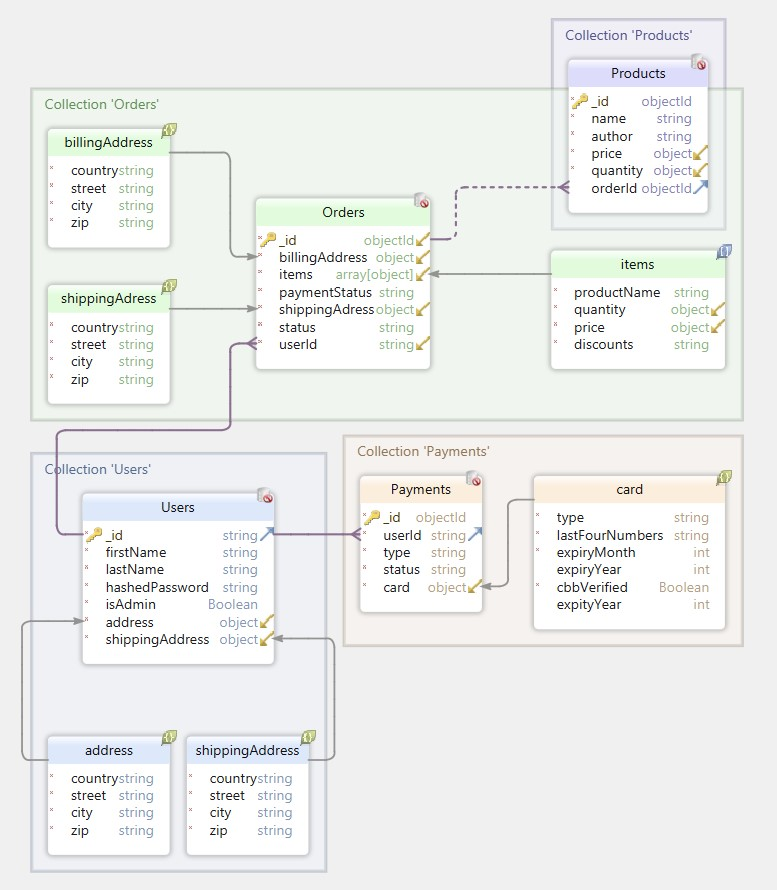 Collection 'Products'
Products
_id objectId
name string
author string
price object
quantity object
orderId objectId
Collection 'Orders'
billingAddress
country string
street string
city string
zip string
Orders
_id objectId
billingAddress object
items array[object]
paymentStatus string
shippingAdress object
status string
userId string
items
productName string
quantity object
price object
discounts string
shippingAdress
country string
street string
city string
zip string
Collection 'Users'
Users
_id string
firstName string
lastName string
hashedPassword string
isAdmin Boolean
address object
shippingAddress object
Collection 'Payments'
Payments
_id objectId
userId string
type string
status string
card object
card
type string
lastFourNumbers string
expiryMonth int
expiryYear int
cbbVerified Boolean
expityYear int
address
country string
street string
city string
zip string
shippingAddress
country string
street string
city string
zip string